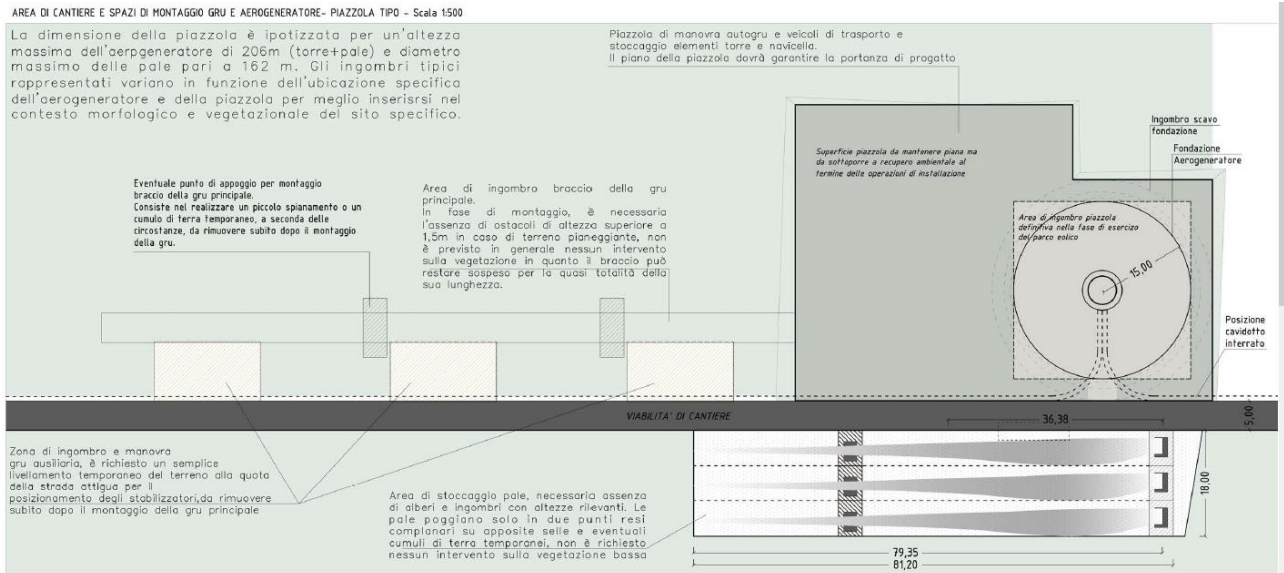 AREA DI CANTIERE E SPAZI DI MONTAGGIO GRU E AEROGENERATORE- PIAZZOLA TIPO - Scala 1:500
La dimensione della piazzola è ipotizzata per un'altezza
massima dell'aerpgeneratore di 206m (torre+pale) e diametro
massimo delle pale pari a 162 m. Gli ingombri tipici
rappresentati variano in funzione dell'ubicazione specifica
dell'aerogeneratore e della piazzola per meglio inserisrsi nel
contesto morfologico e vegetazionale del sito specifico.
Piazzola di manovra autogru e veicoli di trasporto e
stoccaggio elementi torre e navicella.
Il piano della piazzola dovrà garantire la portanza di progatto
Ingombro scavo
fondazione
Fondazione
Aerogeneratore
Superficie piazzola da mantenere piana ma
da sottoporre a recupero ambientale al
termine delle operazioni di installazione
Eventuale punto di appoggio per montaggio
braccio della gru principale.
Consiste nel realizzare un piccolo spianamento o un
cumulo di terra temporaneo, a seconda delle
circostanze, da rimuovere subito dopo il montaggio
della gru.
Area di ingombro braccio della gru
principale.
In fase di montaggio, è necessaria
l'assenza di ostacoli di altezza superiore a
1,5m in caso di terreno pianeggiante, non
è previsto in generale nessun intervento
sulla vegetazione in quanto il braccio può
restare sospeso per la quasi totalità della
sua lunghezza.
Area di ingombro piazzola
definitiva nella fase di esercizo
del parco eolico
15,00
Posizione
cavidotto
interrato
VIABILITA' DI CANTIERE
36,38
5,00
Zona di ingombro e manovra
gru ausiliaria, è richiesto un semplice
livellamento temporaneo del terreno alla quota
della strada attigua per il
posizionamento degli stabilizzatori,da rimuovere
subito dopo il montaggio della gru principale
Area di stoccaggio pale, necessaria assenza
di alberi e ingombri con altezze rilevanti. Le
pale poggiano solo in due punti resi
complanari su apposite selle e eventuali
cumuli di terra temporanei, non è richiesto
nessun intervento sulla vegetazione bassa
18,00
79,35
81,20